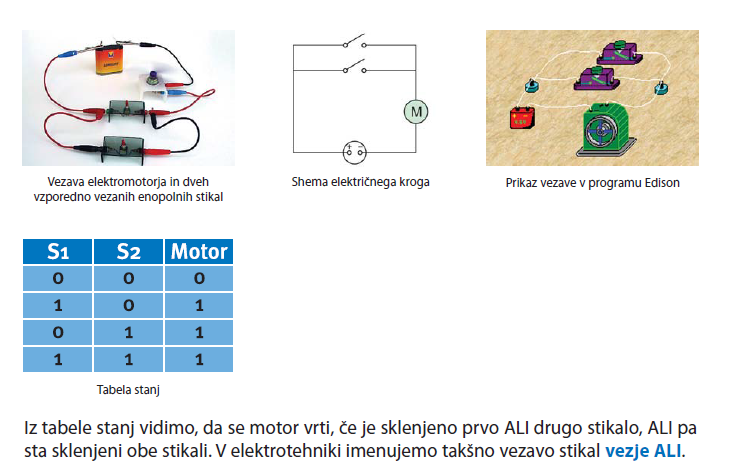 Vezava elektromotorja in dveh
vzporedno vezanih enopolnih stikal
M
+ -
Shema električnega kroga
Prikaz vezave v programu Edison
S1 S2 Motor
0 0 0
1 0 1
0 1 1
1 1 1
Tabela stanj
Iz tabele stanj vidimo, da se motor vrti, če je sklenjeno prvo ALI drugo stikalo, ALI pa
sta sklenjeni obe stikali. V elektrotehniki imenujemo takšno vezavo stikal vezje ALI.